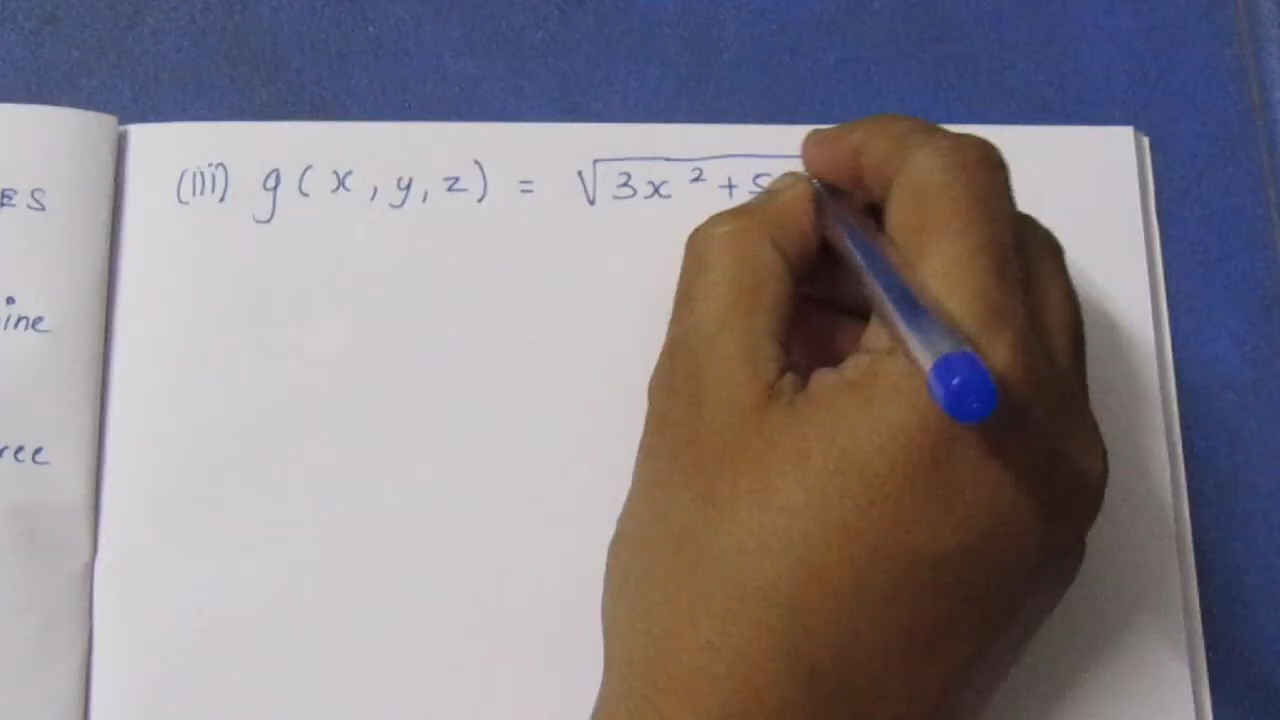 ES
ine
ree
(iii) g(x, y, z) = √3x² + 5